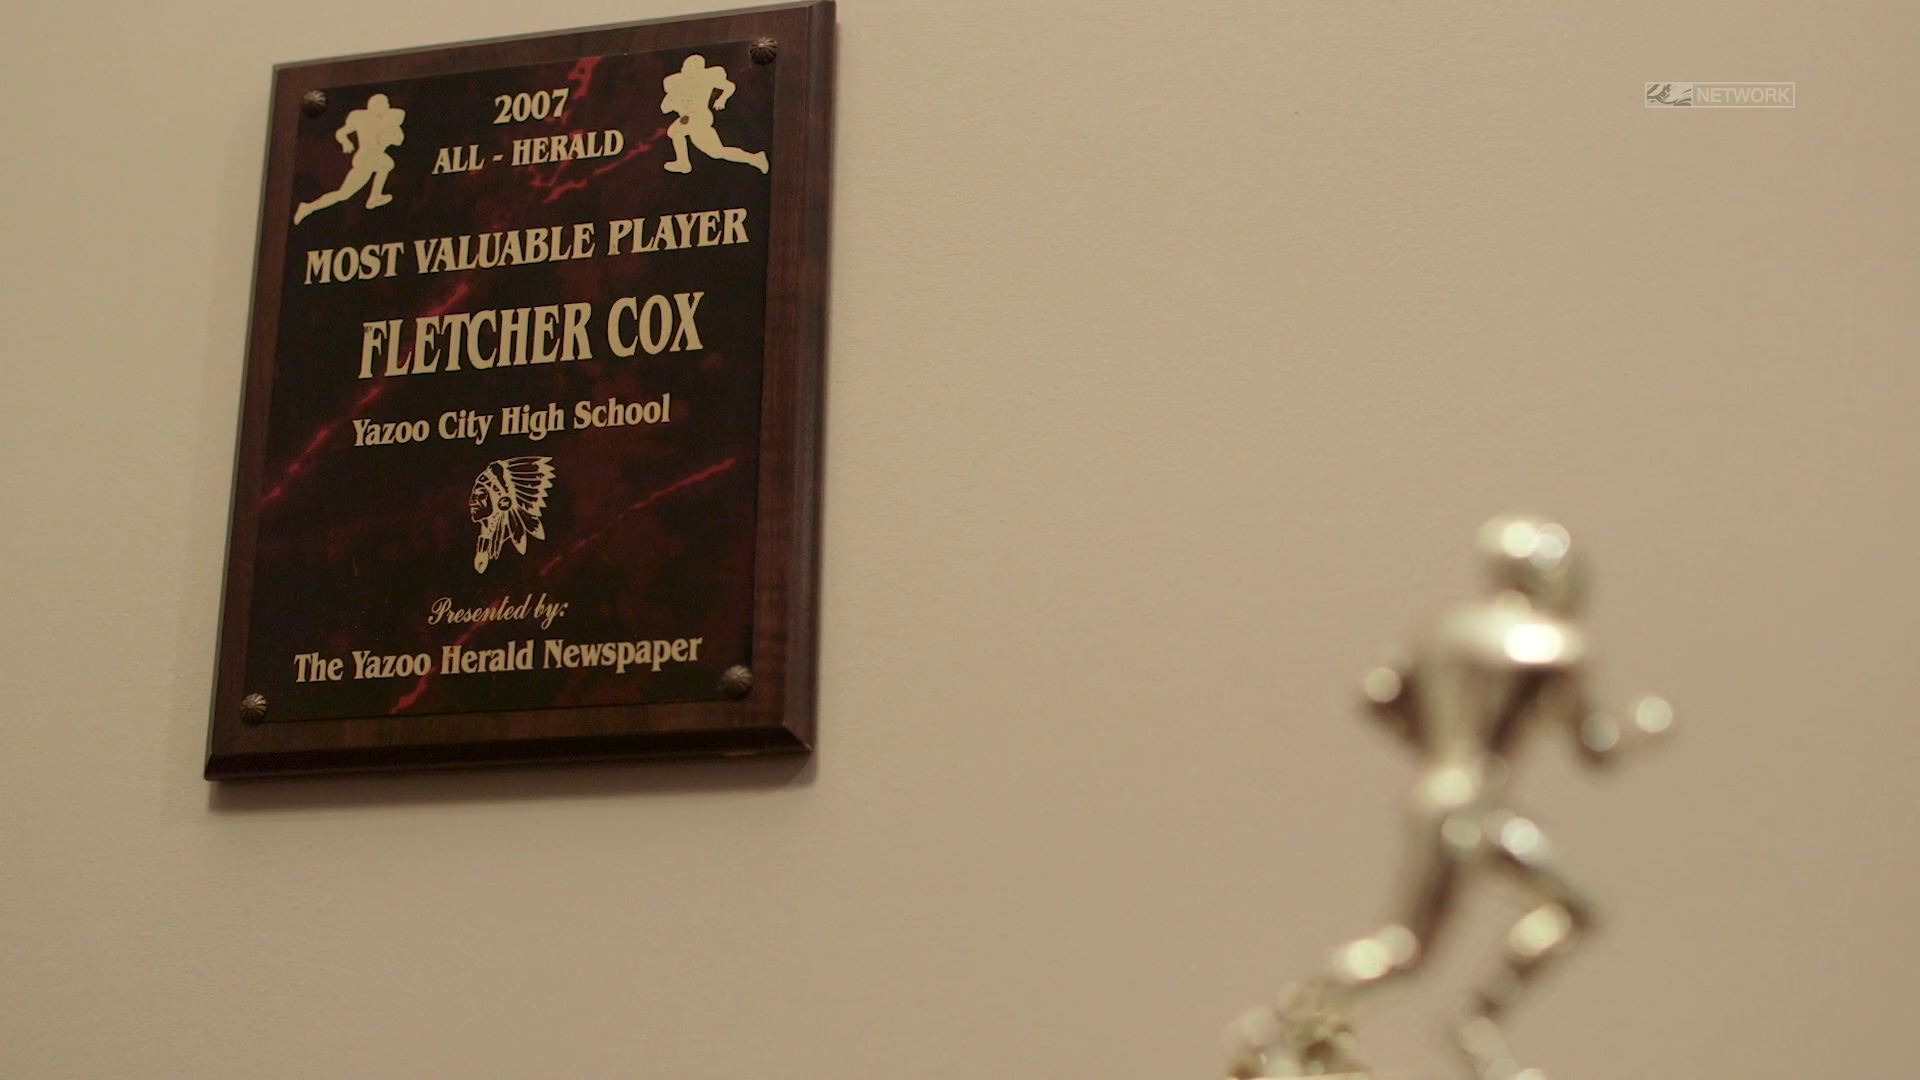 2007
ALL - HERALD
MOST VALUABLE PLAYER
FLETCHER COX
Yazoo City High School
Presented by:
The Yazoo Herald Newspaper
NETWORK